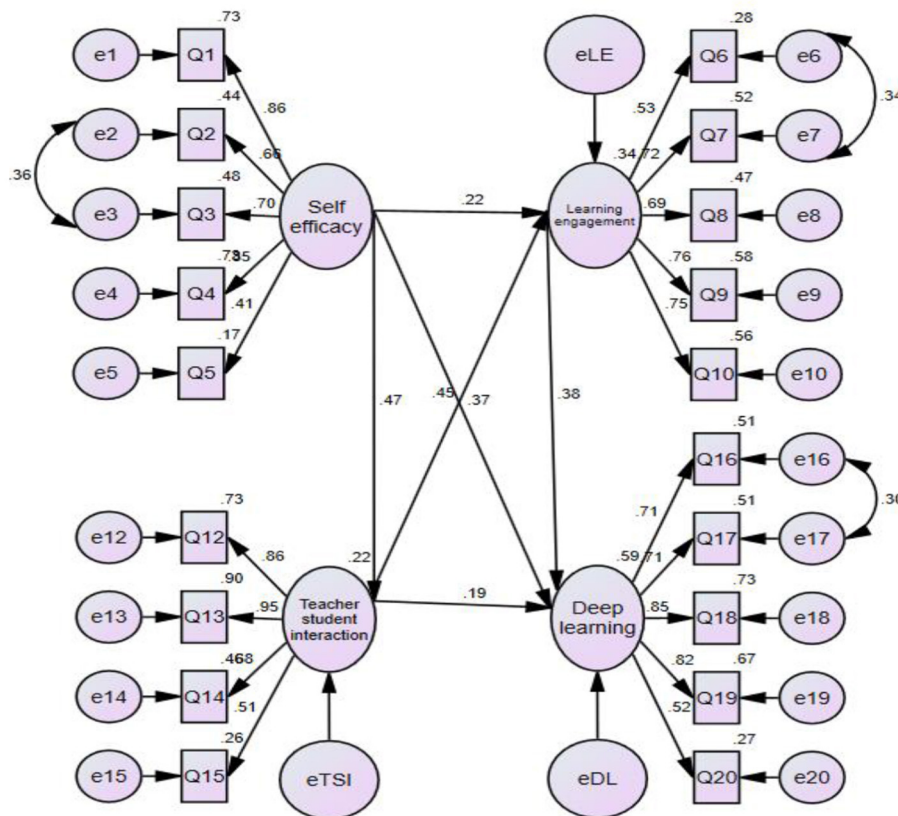 .73
e1
Q1
.86
.44
e2
Q2
.66
.36
.48
e3
Q3
.70
Self
efficacy
.85
e4
Q4
.41
.17
e5
Q5
eLE
.28
Q6
e6
.53
.34
.52
Q7
e7
.34
.72
.47
Learning
engagement
.69
Q8
e8
.22
.76
.58
Q9
e9
.75
.56
Q10
e10
.47
.45
.37
.38
.73
e12
Q12
.86
.90
e13
Q13
.95
.22
Teacher
student
interaction
.68
e14
Q14
.51
.26
e15
Q15
eTSI
.19
.51
Q16
e16
.71
.30
.51
Q17
e17
.59
.71
.73
Deep
learning
.85
Q18
e18
.82
.67
Q19
e19
.52
.27
Q20
e20
eDL